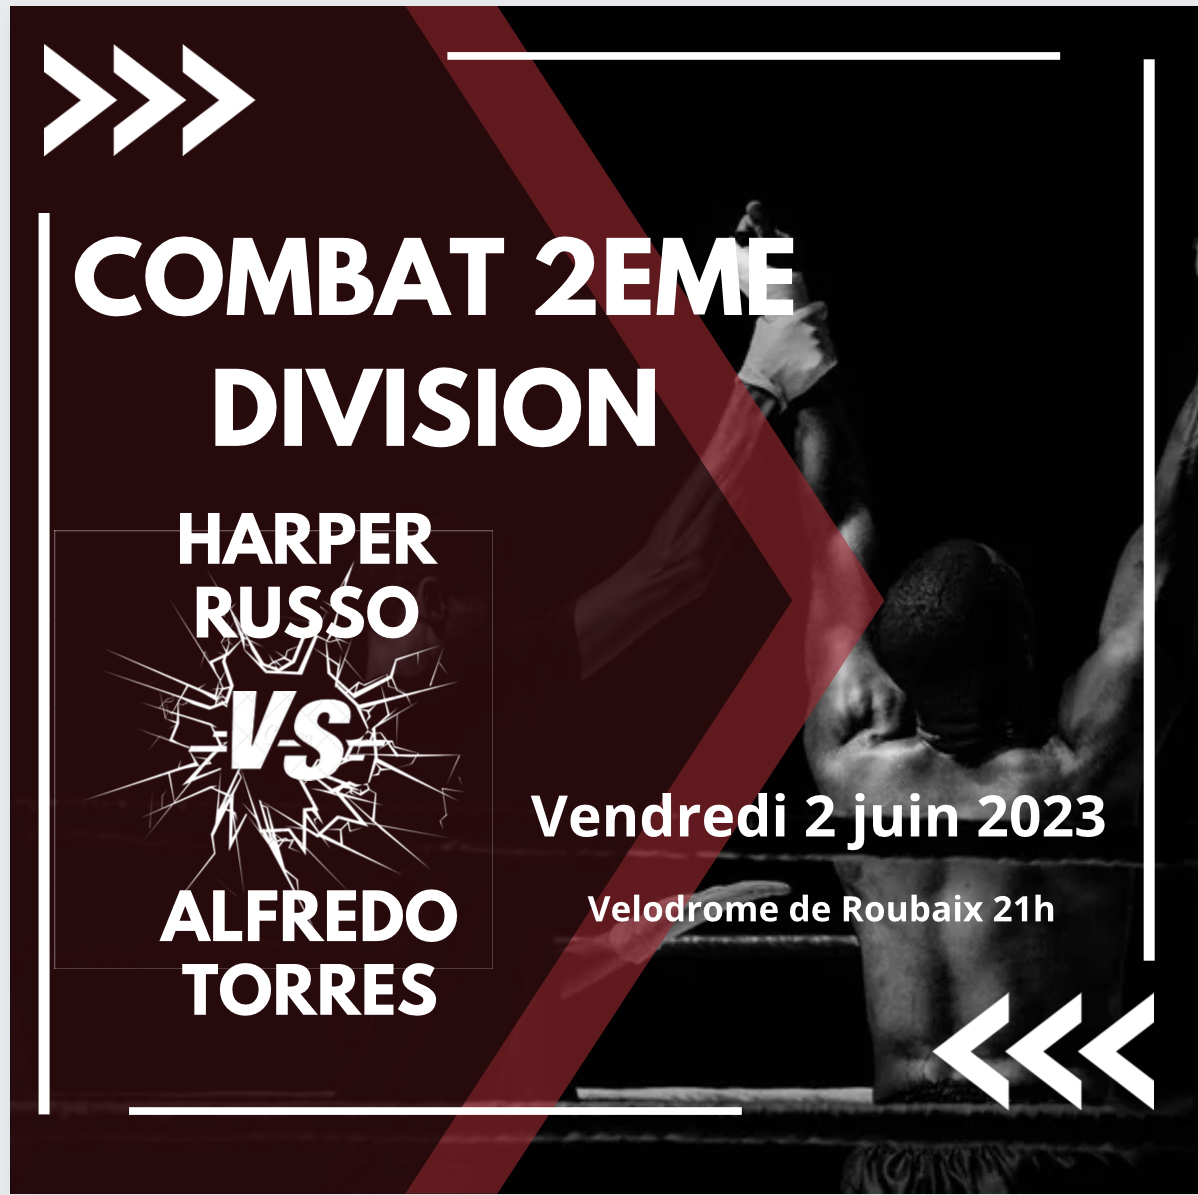 COMBAT 2EME
DIVISION
HARPER
RUSSO
VS
ALFREDO
TORRES
Vendredi 2 juin 2023
Velodrome de Roubaix 21h